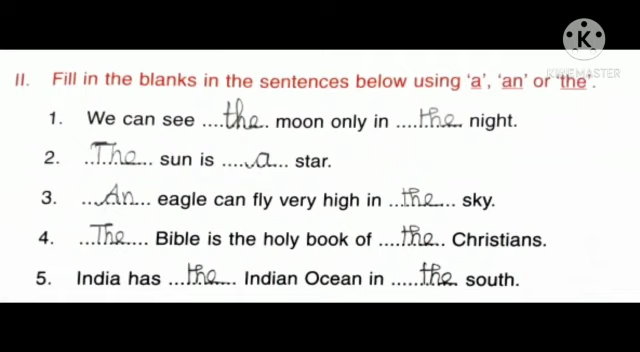 K
KINEMASTER
II. Fill in the blanks in the sentences below using 'a', 'an' or 'the'.
1. We can see ....the.. moon only in ....the... night.
2. ..The... sun is .....a... star.
3. ...An... eagle can fly very high in ...the.... sky.
4. ...The.... Bible is the holy book of ....the.. Christians.
5. India has ...the.... Indian Ocean in ......the.. south.